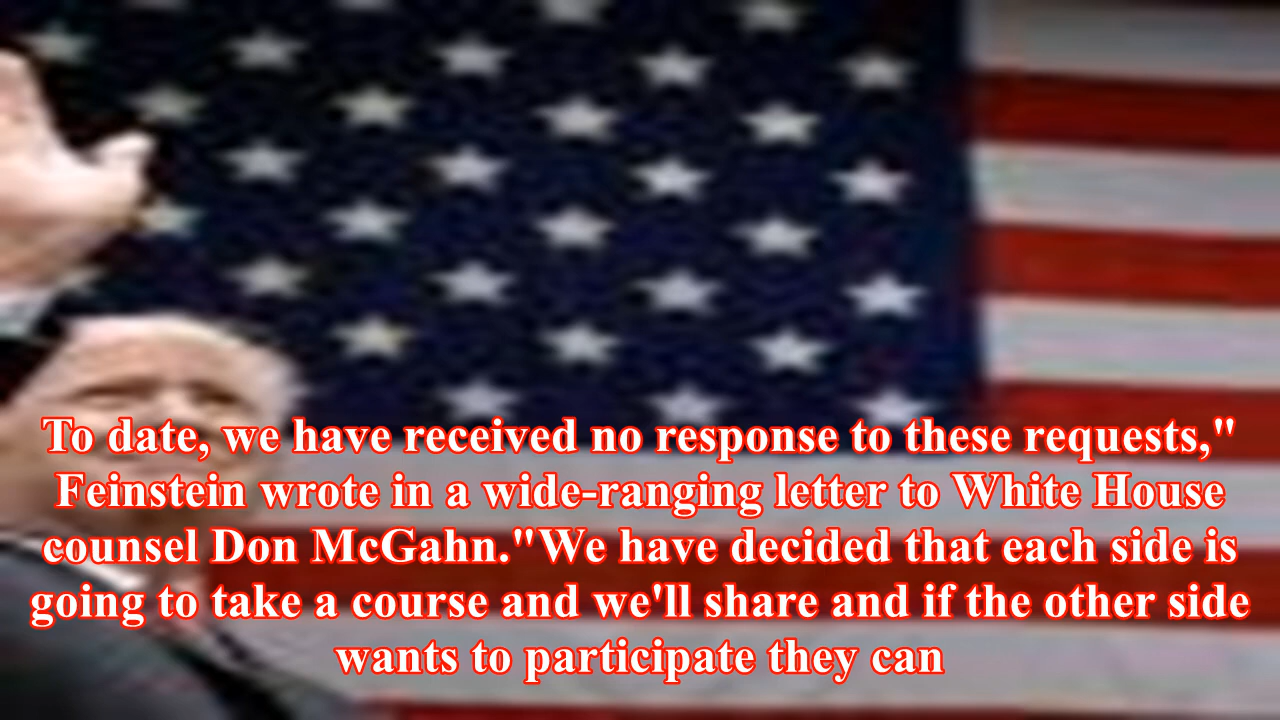 To date, we have received no response to these requests,"
Feinstein wrote in a wide-ranging letter to White House
counsel Don McGahn."We have decided that each side is
going to take a course and we'll share and if the other side
wants to participate they can